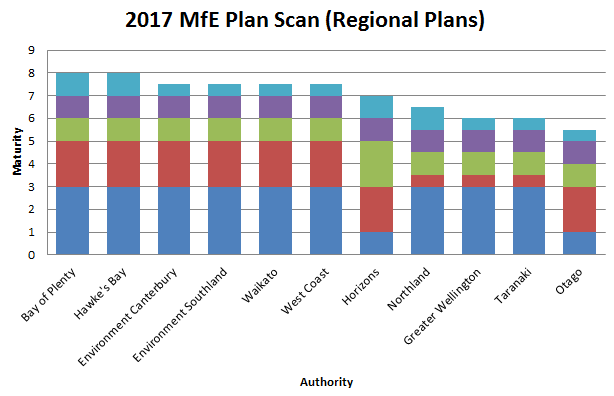 2017 MfE Plan Scan (Regional Plans)
9
8
7
6
5
4
3
2
1
0
Maturity
Bay of Plenty
Hawke's Bay
Environment Canterbury
Environment Southland
Waikato
West Coast
Horizons
Northland
Greater Wellington
Taranaki
Otago
Authority